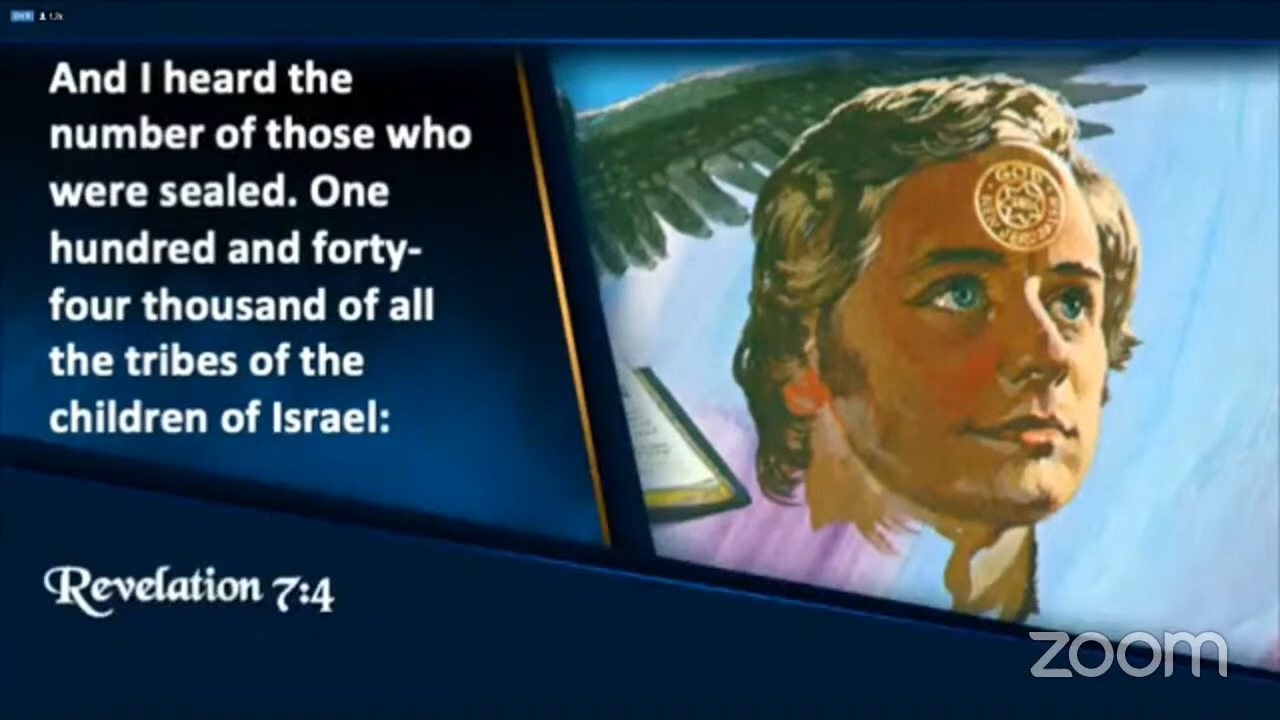 And I heard the
number of those who
were sealed. One
hundred and forty-
four thousand of all
the tribes of the
children of Israel:
Revelation 7:4
GOD
zoom